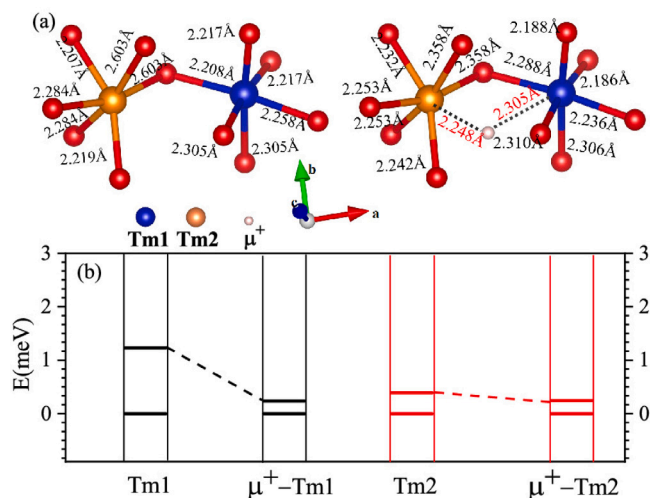 (a)
2.207Å
2.603Å
2.603Å
2.284Å
2.284Å
2.219Å
2.217Å
2.208Å
2.217Å
2.258Å
2.305Å
2.305Å
2.232Å
2.358Å
2.358Å
2.253Å
2.253Å
2.242Å
2.248Å
2.188Å
2.288Å
2.305Å
2.186Å
2.236Å
2.310Å
2.306Å
b
c
a
Tm1 Tm2 μ⁺
(b)
E(meV)
3
2
1
0
3
2
1
0
Tm1 μ⁺–Tm1 Tm2 μ⁺–Tm2